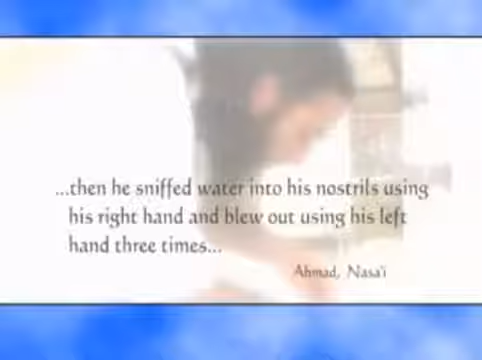 ...then he sniffed water into his nostrils using
his right hand and blew out using his left
hand three times...
Ahmad, Nasa'i